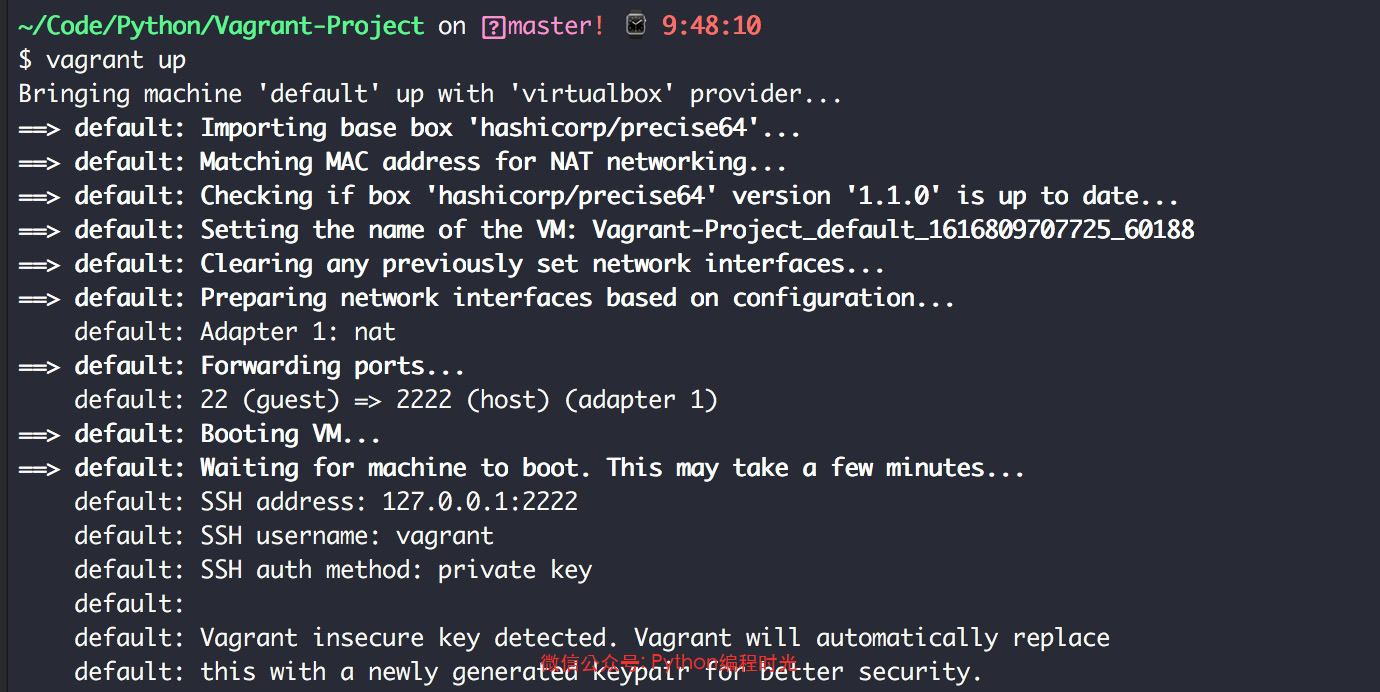 ~/Code/Python/Vagrant-Project on master! 9:48:10
$ vagrant up
Bringing machine 'default' up with 'virtualbox' provider...
==> default: Importing base box 'hashicorp/precise64'...
==> default: Matching MAC address for NAT networking...
==> default: Checking if box 'hashicorp/precise64' version '1.1.0' is up to date...
==> default: Setting the name of the VM: Vagrant-Project_default_1616809707725_60188
==> default: Clearing any previously set network interfaces...
==> default: Preparing network interfaces based on configuration...
    default: Adapter 1: nat
==> default: Forwarding ports...
    default: 22 (guest) => 2222 (host) (adapter 1)
==> default: Booting VM...
==> default: Waiting for machine to boot. This may take a few minutes...
    default: SSH address: 127.0.0.1:2222
    default: SSH username: vagrant
    default: SSH auth method: private key
    default:
    default: Vagrant insecure key detected. Vagrant will automatically replace
    default: this with a newly generated keypair for better security.
微信公众号: Python编程时光